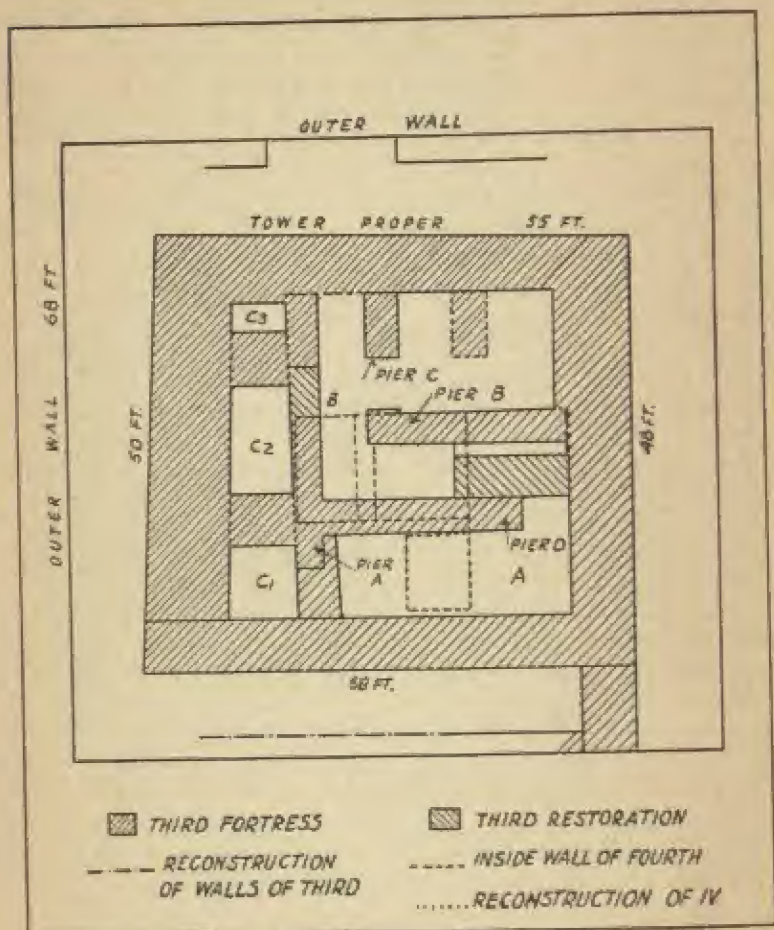 OUTER WALL
TOWER PROPER 55 FT.
OUTER WALL 68 FT
50 FT.
48 FT.
C3
PIER C
B
PIER B
C2
PIER D
PIER A
A
C1
58 FT.
THIRD FORTRESS
THIRD RESTORATION
RECONSTRUCTION
OF WALLS OF THIRD
INSIDE WALL OF FOURTH
RECONSTRUCTION OF IV